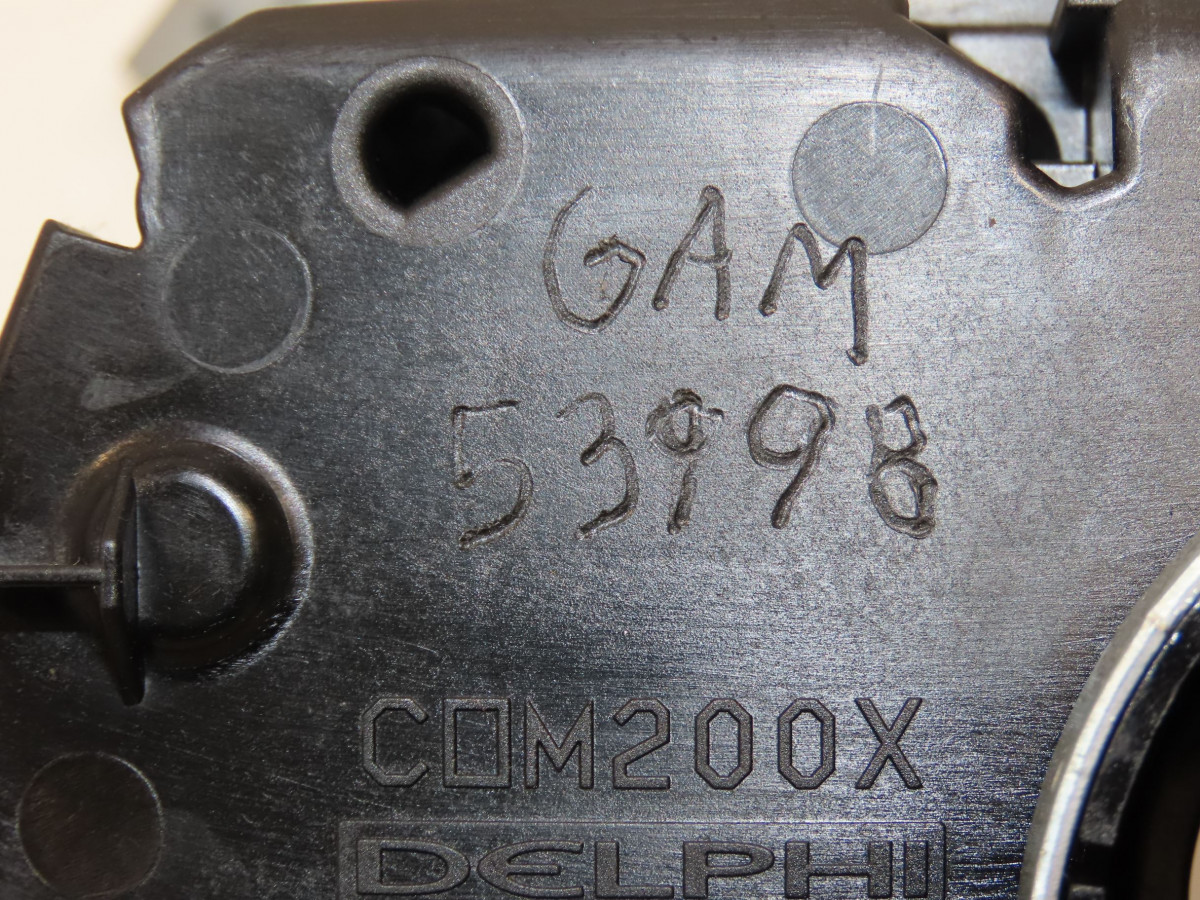 GAM
53998
COM200X
DELPHI